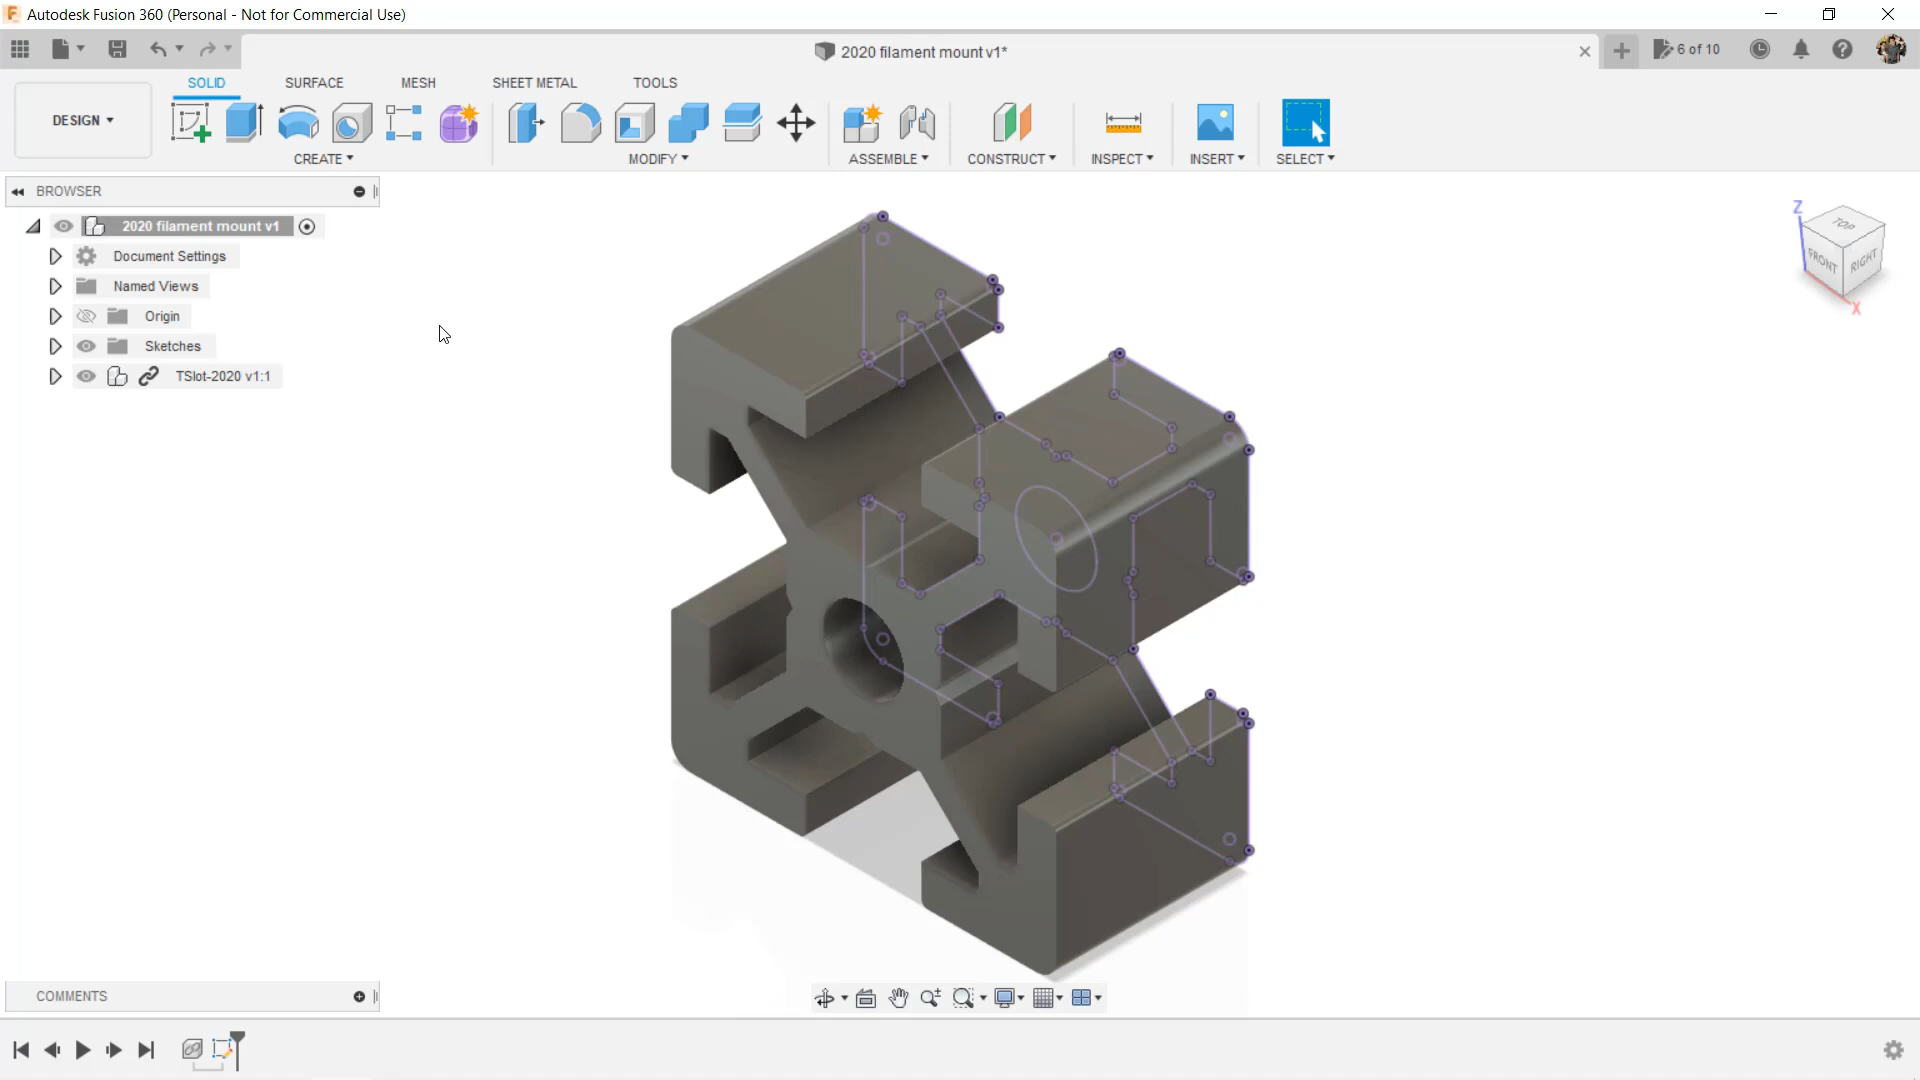 Autodesk Fusion 360 (Personal - Not for Commercial Use)
2020 filament mount v1*
6 of 10
SOLID SURFACE MESH SHEET METAL TOOLS
DESIGN
CREATE MODIFY ASSEMBLE CONSTRUCT INSPECT INSERT SELECT
BROWSER
2020 filament mount v1
Document Settings
Named Views
Origin
Sketches
TSlot-2020 v1:1
Z
TOP
FRONT
RIGHT
X
COMMENTS